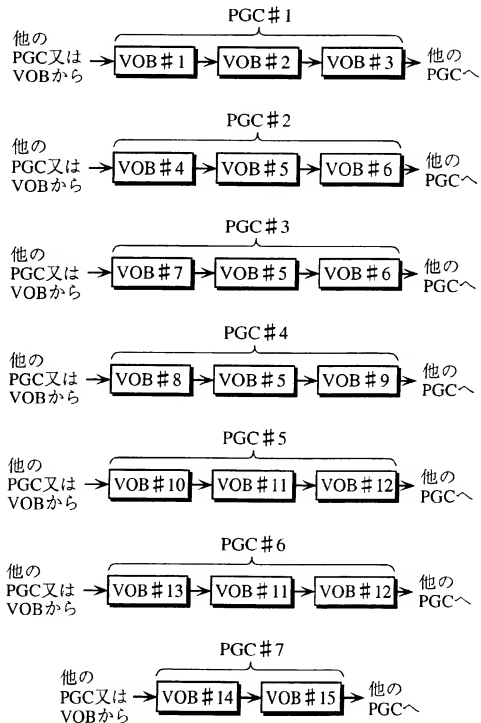 PGC♯1
他の
PGC又は
VOBから
VOB♯1
VOB♯2
VOB♯3
他の
PGCへ
PGC♯2
他の
PGC又は
VOBから
VOB♯4
VOB♯5
VOB♯6
他の
PGCへ
PGC♯3
他の
PGC又は
VOBから
VOB♯7
VOB♯5
VOB♯6
他の
PGCへ
PGC♯4
他の
PGC又は
VOBから
VOB♯8
VOB♯5
VOB♯9
他の
PGCへ
PGC♯5
他の
PGC又は
VOBから
VOB♯10
VOB♯11
VOB♯12
他の
PGCへ
PGC♯6
他の
PGC又は
VOBから
VOB♯13
VOB♯11
VOB♯12
他の
PGCへ
PGC♯7
他の
PGC又は
VOBから
VOB♯14
VOB♯15
他の
PGCへ